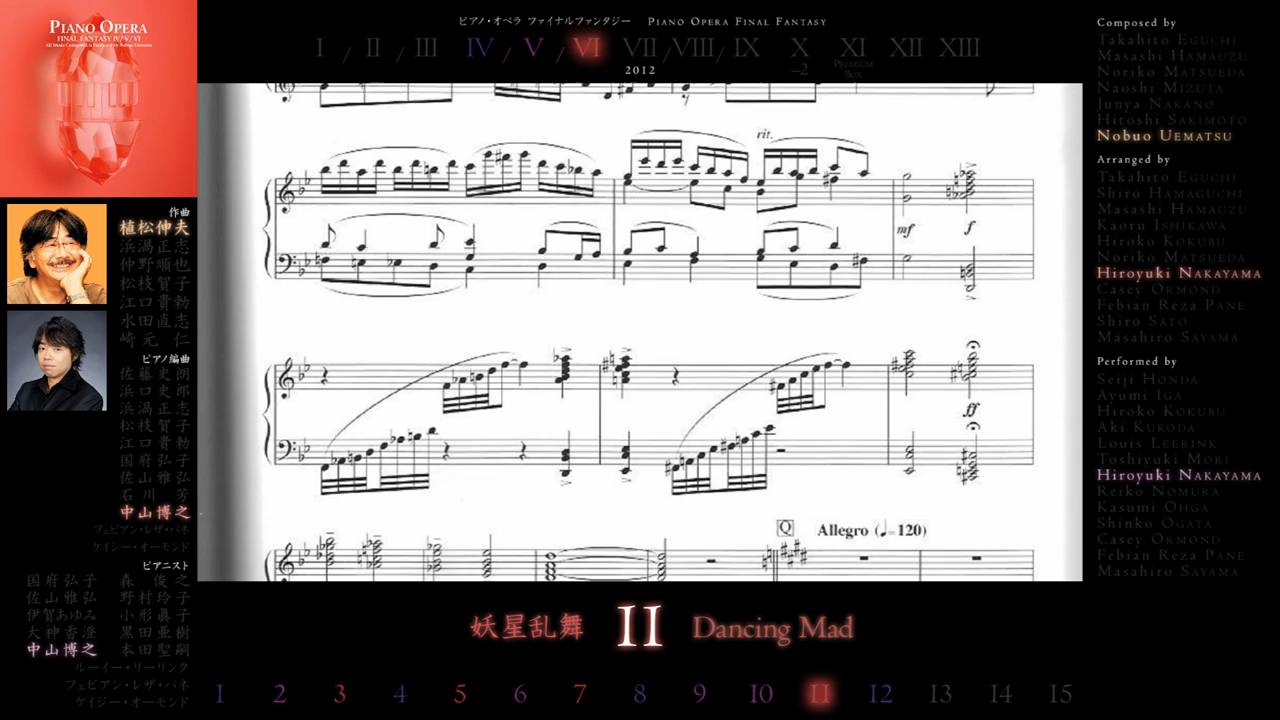 PIANO OPERA
FINAL FANTASY IV/V/VI
All Music Composed & Produced by Nobuo Uematsu
ピアノ・オペラ ファイナルファンタジー PIANO OPERA FINAL FANTASY
I / II / III IV / V / VI VII / VIII / IX X XI XII XIII
–2 PREMIUM BOX
2012
作曲
植松伸夫
浜渦正志
仲野順也
松枝賀子
江口貴勅
水田直志
崎元 仁
ピアノ編曲
佐藤史朗
浜口史郎
浜渦正志
松枝賀子
江口貴勅
国府弘子
佐山雅弘
石川 芳
中山博之
フェビアン・レザ・パネ
ケイシー・オーモンド
ピアニスト
国府弘子 森 俊之
佐山雅弘 野村玲子
伊賀あゆみ 小形眞子
大神香澄 黒田亜樹
中山博之 本田聖嗣
ルーイー・リーリンク
フェビアン・レザ・パネ
ケイジー・オーモンド
rit.
mf
f
ff
Q Allegro (♩=120)
妖星乱舞 II Dancing Mad
1 2 3 4 5 6 7 8 9 10 11 12 13 14 15
Composed by
Takahito EGUCHI
Masashi HAMAUZU
Noriko MATSUEDA
Naoshi MIZUTA
Junya NAKANO
Hitoshi SAKIMOTO
Nobuo UEMATSU
Arranged by
Takahito EGUCHI
Shiro HAMAGUCHI
Masashi HAMAUZU
Kaoru ISHIKAWA
Hiroko KOKUBU
Noriko MATSUEDA
Hiroyuki NAKAYAMA
Casey ORMOND
Febian Reza PANE
Shiro SATO
Masahiro SAYAMA
Performed by
Seiji HONDA
Ayumi IGA
Hiroko KOKUBU
Aki KURODA
Louis LEERINK
Toshiyuki MORI
Hiroyuki NAKAYAMA
Reiko NOMURA
Kasumi OHGA
Shinko OGATA
Casey ORMOND
Febian Reza PANE
Masahiro SAYAMA